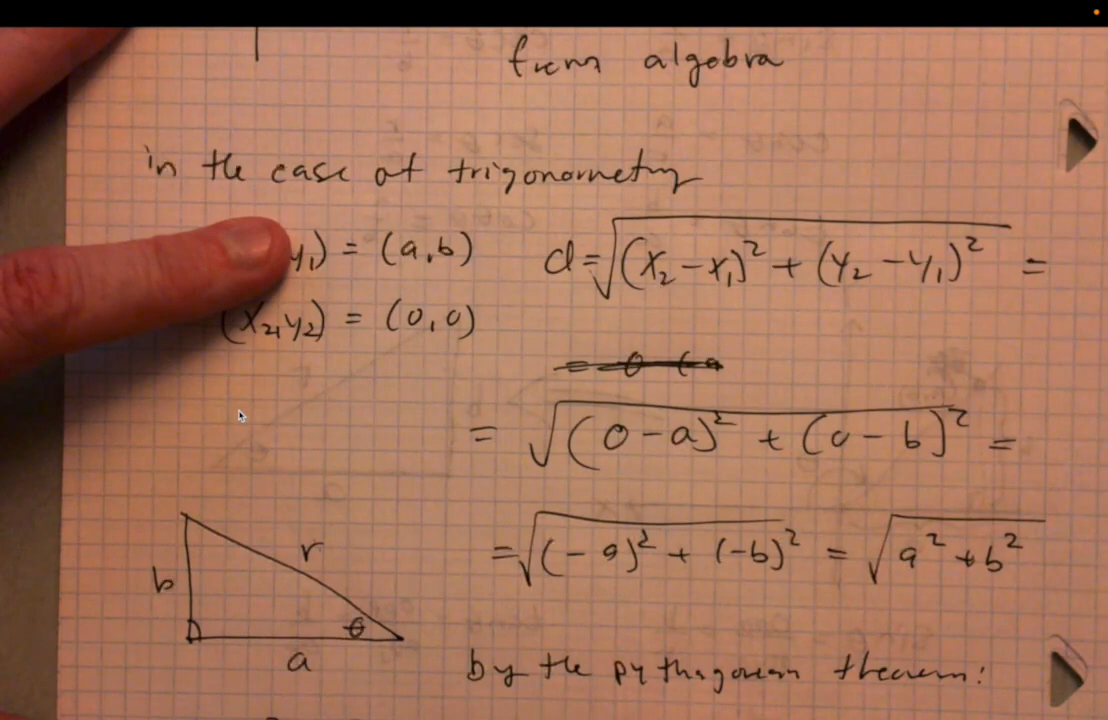 from algebra
in the case of trigonometry
y₁) = (a,b)
d=√((x₂-x₁)² + (y₂-y₁)²) =
(x₂,y₂) = (0,0)
= √((0-a)² + (0-b)²) =
=√((-a)² + (-b)²) = √(a² + b²)
r
b
θ
a
by the pythagorean theorem: